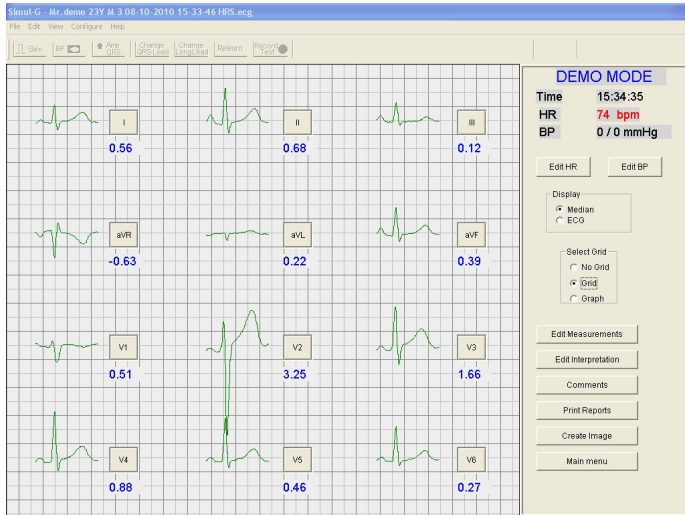 Simul-G - Mr. demo 23Y M 3 08-10-2010 15-33-46 HRS.ecg
File Edit View Configure Help
Gain BP Amp QRS Change QRS Lead Change Long Lead Relearn Record Test
DEMO MODE
Time 15:34:35
HR 74 bpm
BP 0 / 0 mmHg
Edit HR Edit BP
Display
Median
ECG
Select Grid
No Grid
Grid
Graph
Edit Measurements
Edit Interpretation
Comments
Print Reports
Create Image
Main menu
I II III
0.56 0.68 0.12
aVR aVL aVF
-0.63 0.22 0.39
V1 V2 V3
0.51 3.25 1.66
V4 V5 V6
0.88 0.46 0.27